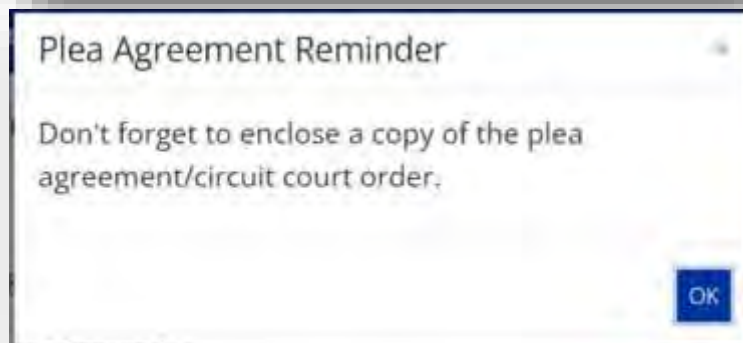 Plea Agreement Reminder
Don't forget to enclose a copy of the plea
agreement/circuit court order.
OK